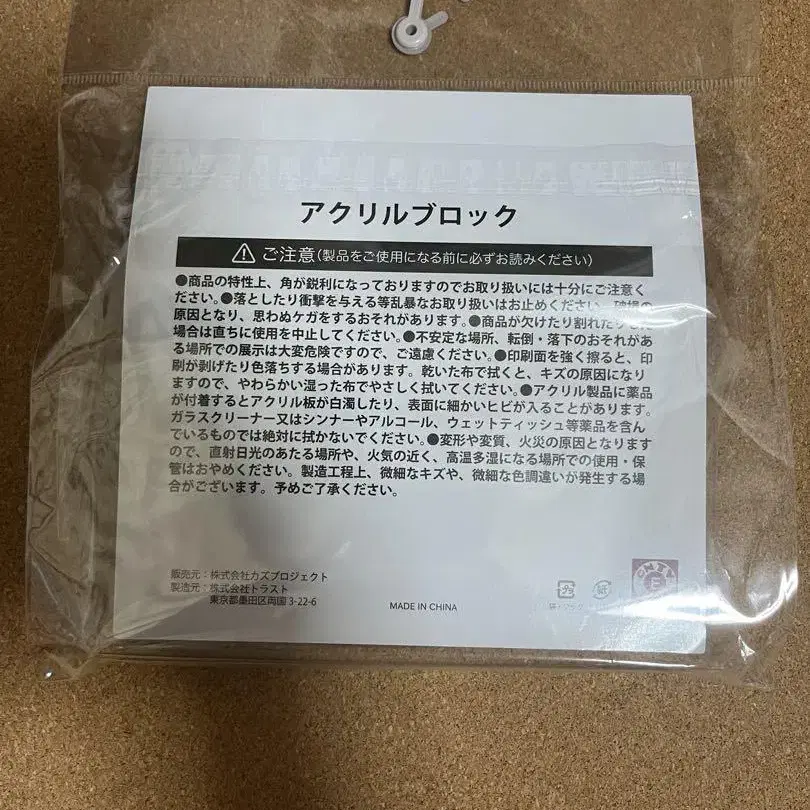 アクリルブロック
ご注意(製品をご使用になる前に必ずお読みください)
●商品の特性上、角が鋭利になっておりますのでお取り扱いには十分にご注意く
ださい。●落としたり衝撃を与える等乱暴なお取り扱いはお止めください。破損の
原因となり、思わぬケガをするおそれがあります。●商品が欠けたり割れたりした
場合は直ちに使用を中止してください。●不安定な場所、転倒・落下のおそれがあ
る場所での展示は大変危険ですので、ご遠慮ください。●印刷面を強く擦ると、印
刷が剥げたり色落ちする場合があります。乾いた布で拭くと、キズの原因になり
ますので、やわらかい湿った布でやさしく拭いてください。●アクリル製品に薬品
が付着するとアクリル板が白濁したり、表面に細かいヒビが入ることがあります。
ガラスクリーナー又はシンナーやアルコール、ウェットティッシュ等薬品を含ん
でいるものでは絶対に拭かないでください。●変形や変質、火災の原因となります
ので、直射日光のあたる場所や、火気の近く、高温多湿になる場所での使用・保
管はおやめください。製造工程上、微細なキズや、微細な色調違いが発生する場
合がございます。予めご了承ください。
販売元：株式会社カズプロジェクト
製造元：株式会社トラスト
東京都墨田区両国3-22-6
MADE IN CHINA
プラ
紙